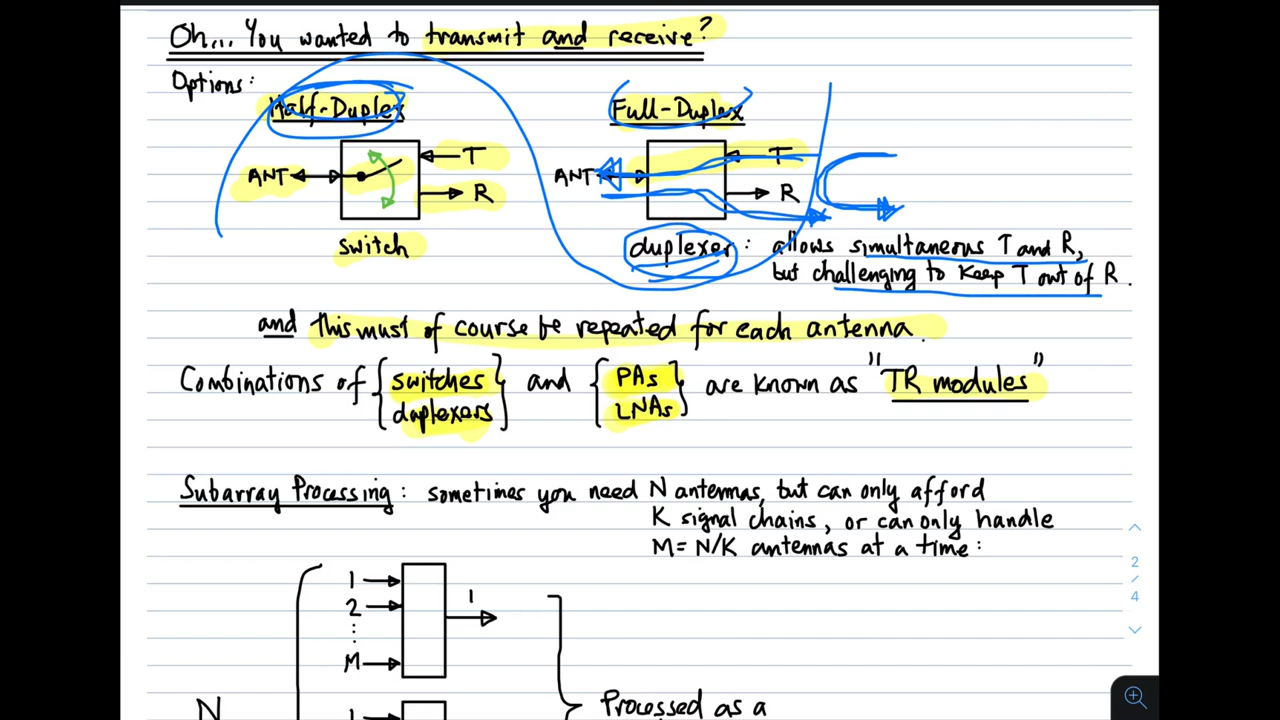 Oh... You wanted to transmit and receive?
Options:
Half-Duplex
Full-Duplex
ANT
T
R
switch
ANT
T
R
duplexer: allows simultaneous T and R,
but challenging to keep T out of R.
and this must of course be repeated for each antenna.
Combinations of { switches duplexers } and { PAs LNAs } are known as "TR modules"
Subarray Processing: sometimes you need N antennas, but can only afford
K signal chains, or can only handle
M = N/K antennas at a time:
1
2
⋮
M
1
N
1
Processed as a
2
/
4